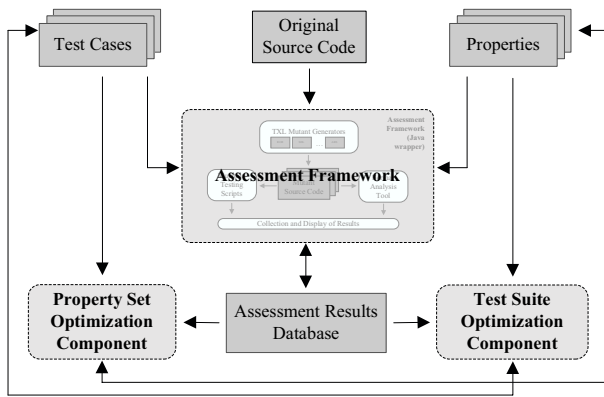 Test Cases
Original
Source Code
Properties
Assessment
Framework
(Java
wrapper)
TXL Mutant Generators
Assessment Framework
Testing
Scripts
Mutant
Source Code
Analysis
Tool
Collection and Display of Results
Property Set
Optimization
Component
Assessment Results
Database
Test Suite
Optimization
Component